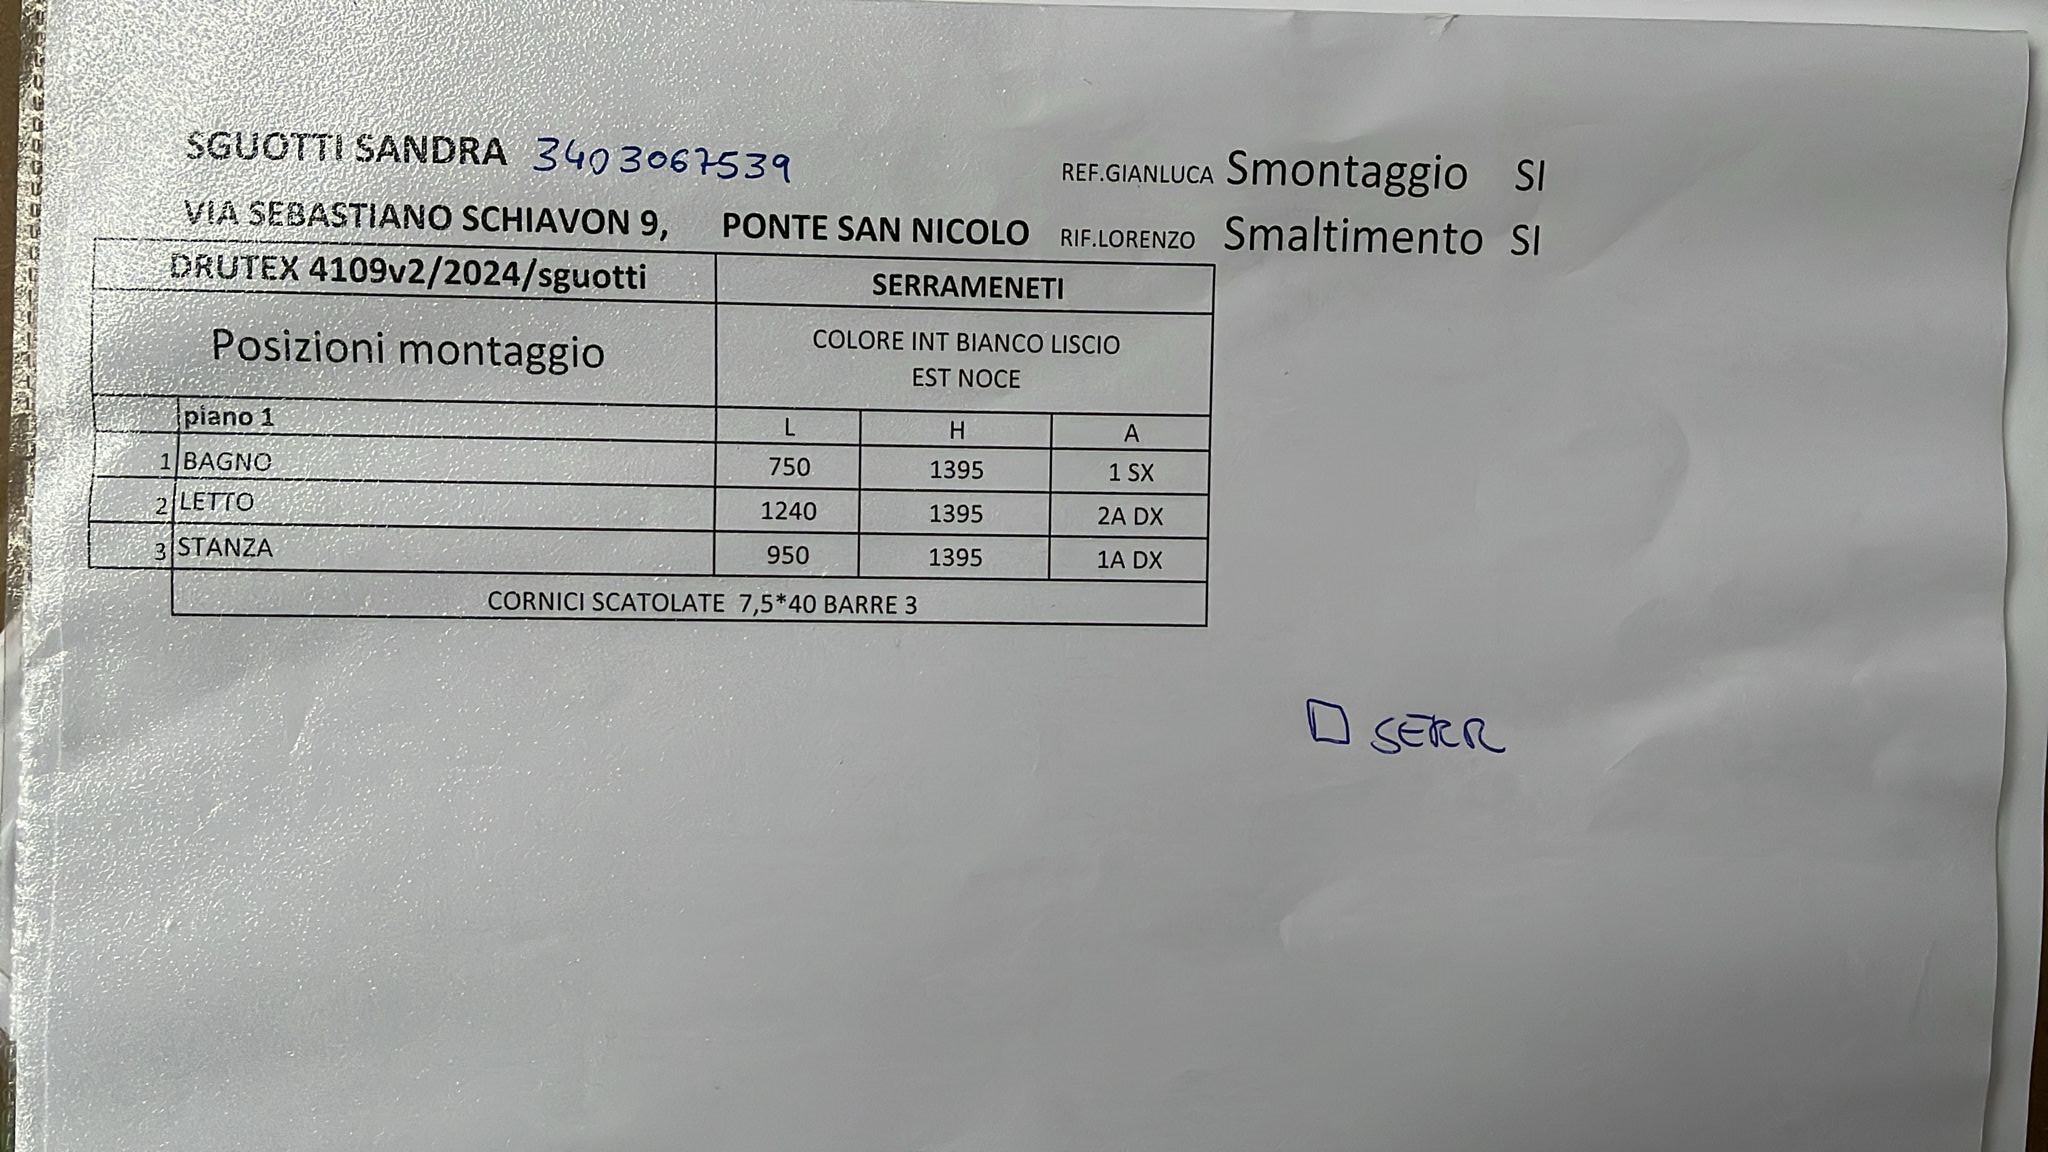 SGUOTTI SANDRA 3403067539 REF.GIANLUCA Smontaggio SI
VIA SEBASTIANO SCHIAVON 9, PONTE SAN NICOLO RIF.LORENZO Smaltimento SI
DRUTEX 4109v2/2024/sguotti SERRAMENETI
Posizioni montaggio COLORE INT BIANCO LISCIO
EST NOCE
piano 1 L H A
1 BAGNO 750 1395 1 SX
2 LETTO 1240 1395 2A DX
3 STANZA 950 1395 1A DX
CORNICI SCATOLATE 7,5*40 BARRE 3
SERR